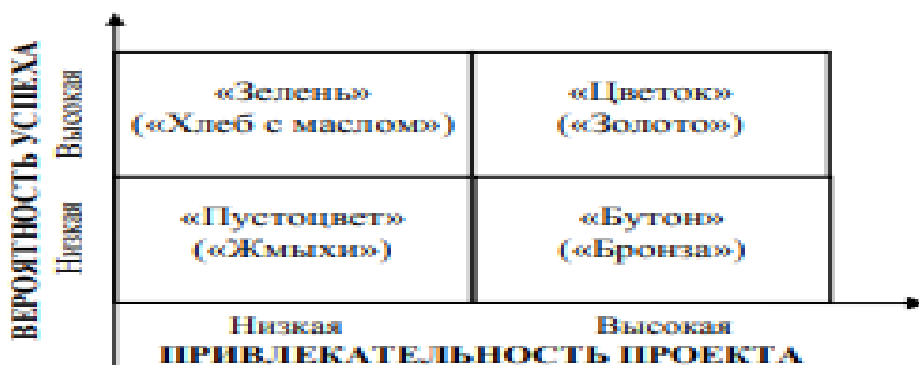 ВЕРОЯТНОСТЬ УСПЕХА
Высокая
Низкая
«Зелень»
(«Хлеб с маслом»)
«Цветок»
(«Золото»)
«Пустоцвет»
(«Жмыхи»)
«Бутон»
(«Бронза»)
Низкая
Высокая
ПРИВЛЕКАТЕЛЬНОСТЬ ПРОЕКТА